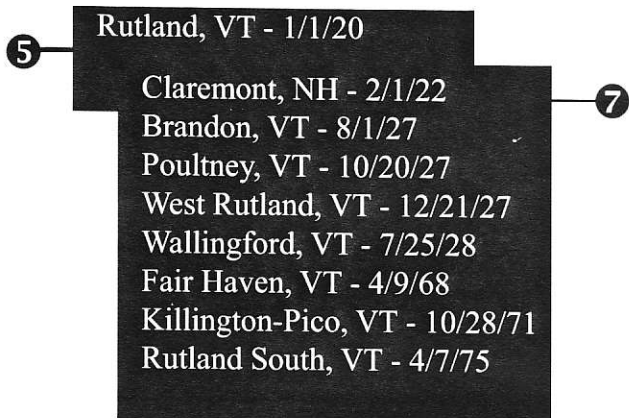 Rutland, VT - 1/1/20
5
Claremont, NH - 2/1/22
7
Brandon, VT - 8/1/27
Poultney, VT - 10/20/27
West Rutland, VT - 12/21/27
Wallingford, VT - 7/25/28
Fair Haven, VT - 4/9/68
Killington-Pico, VT - 10/28/71
Rutland South, VT - 4/7/75